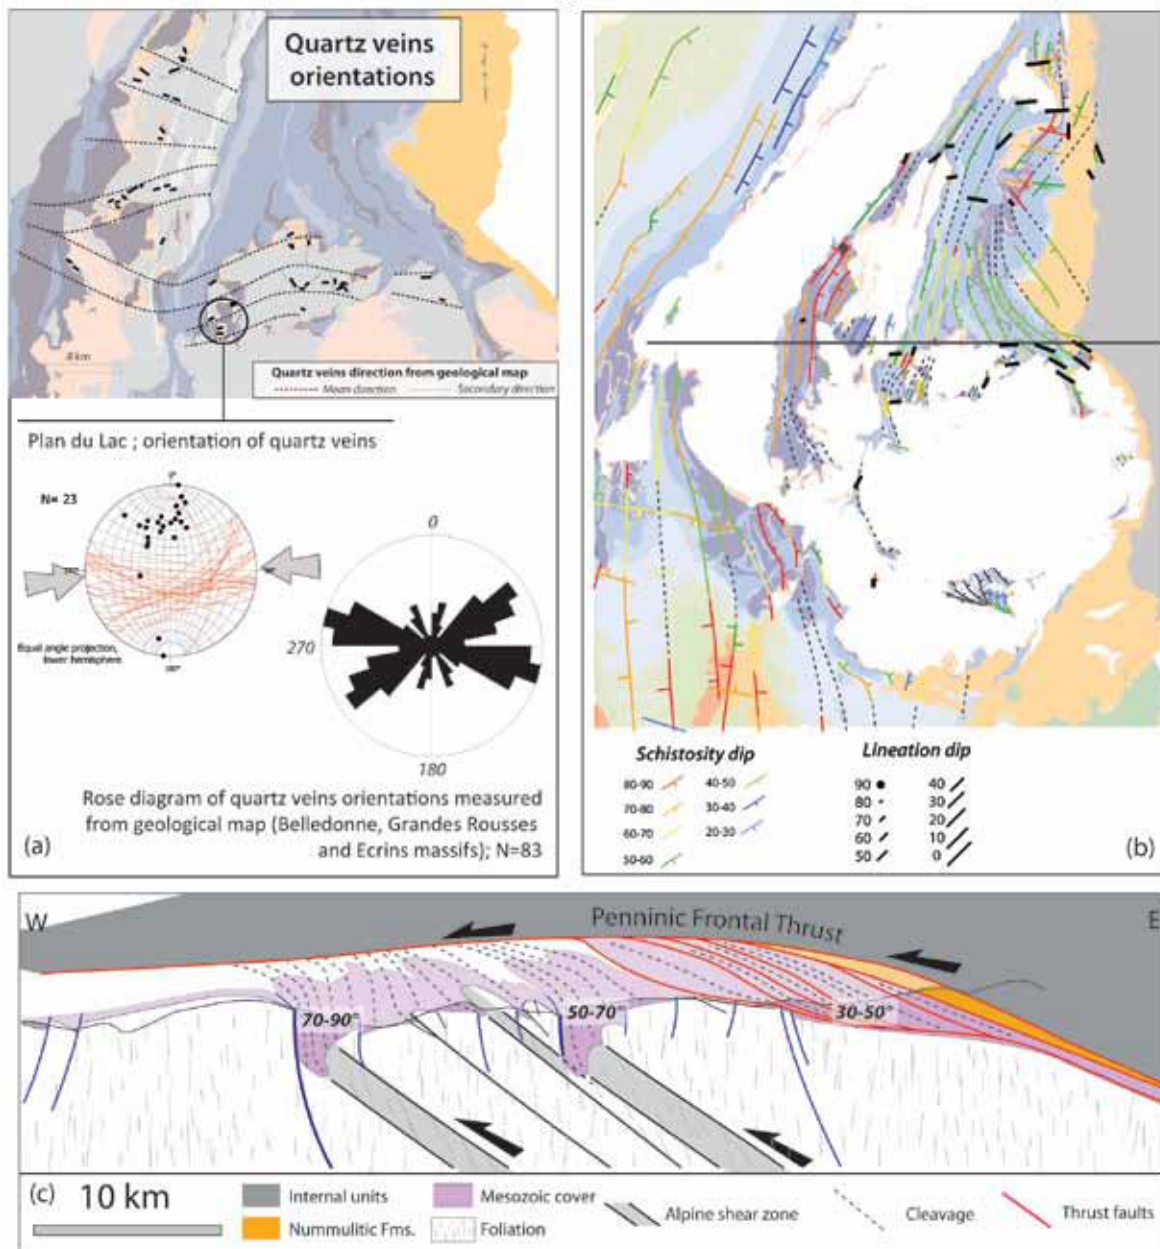 (a)
Quartz veins
orientations
8 km
Quartz veins direction from geological map
Mean direction
Secondary direction
Plan du Lac ; orientation of quartz veins
N= 23
0°
180°
Equal angle projection,
lower hemisphere
0
270
180
Rose diagram of quartz veins orientations measured
from geological map (Belledonne, Grandes Rousses
and Ecrins massifs); N=83
(a)
(b)
Schistosity dip
80-90
70-80
60-70
50-60
40-50
30-40
20-30
Lineation dip
90
80
70
60
50
40
30
20
10
0
(b)
W
Penninic Frontal Thrust
E
70-90°
50-70°
30-50°
(c)
10 km
Internal units
Nummulitic Fms.
Mesozoic cover
Foliation
Alpine shear zone
Cleavage
Thrust faults